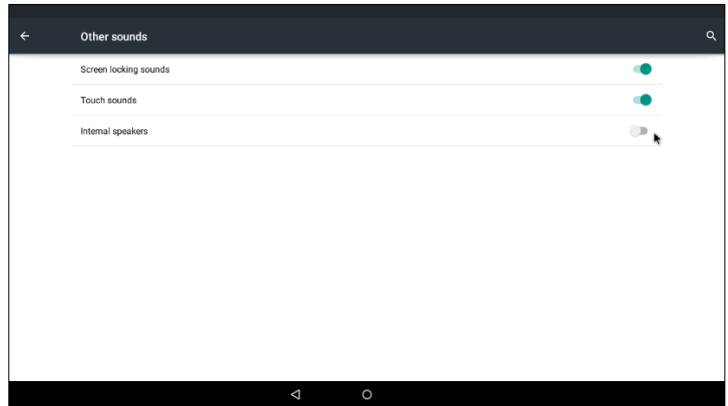 Other sounds
Screen locking sounds
Touch sounds
Internal speakers